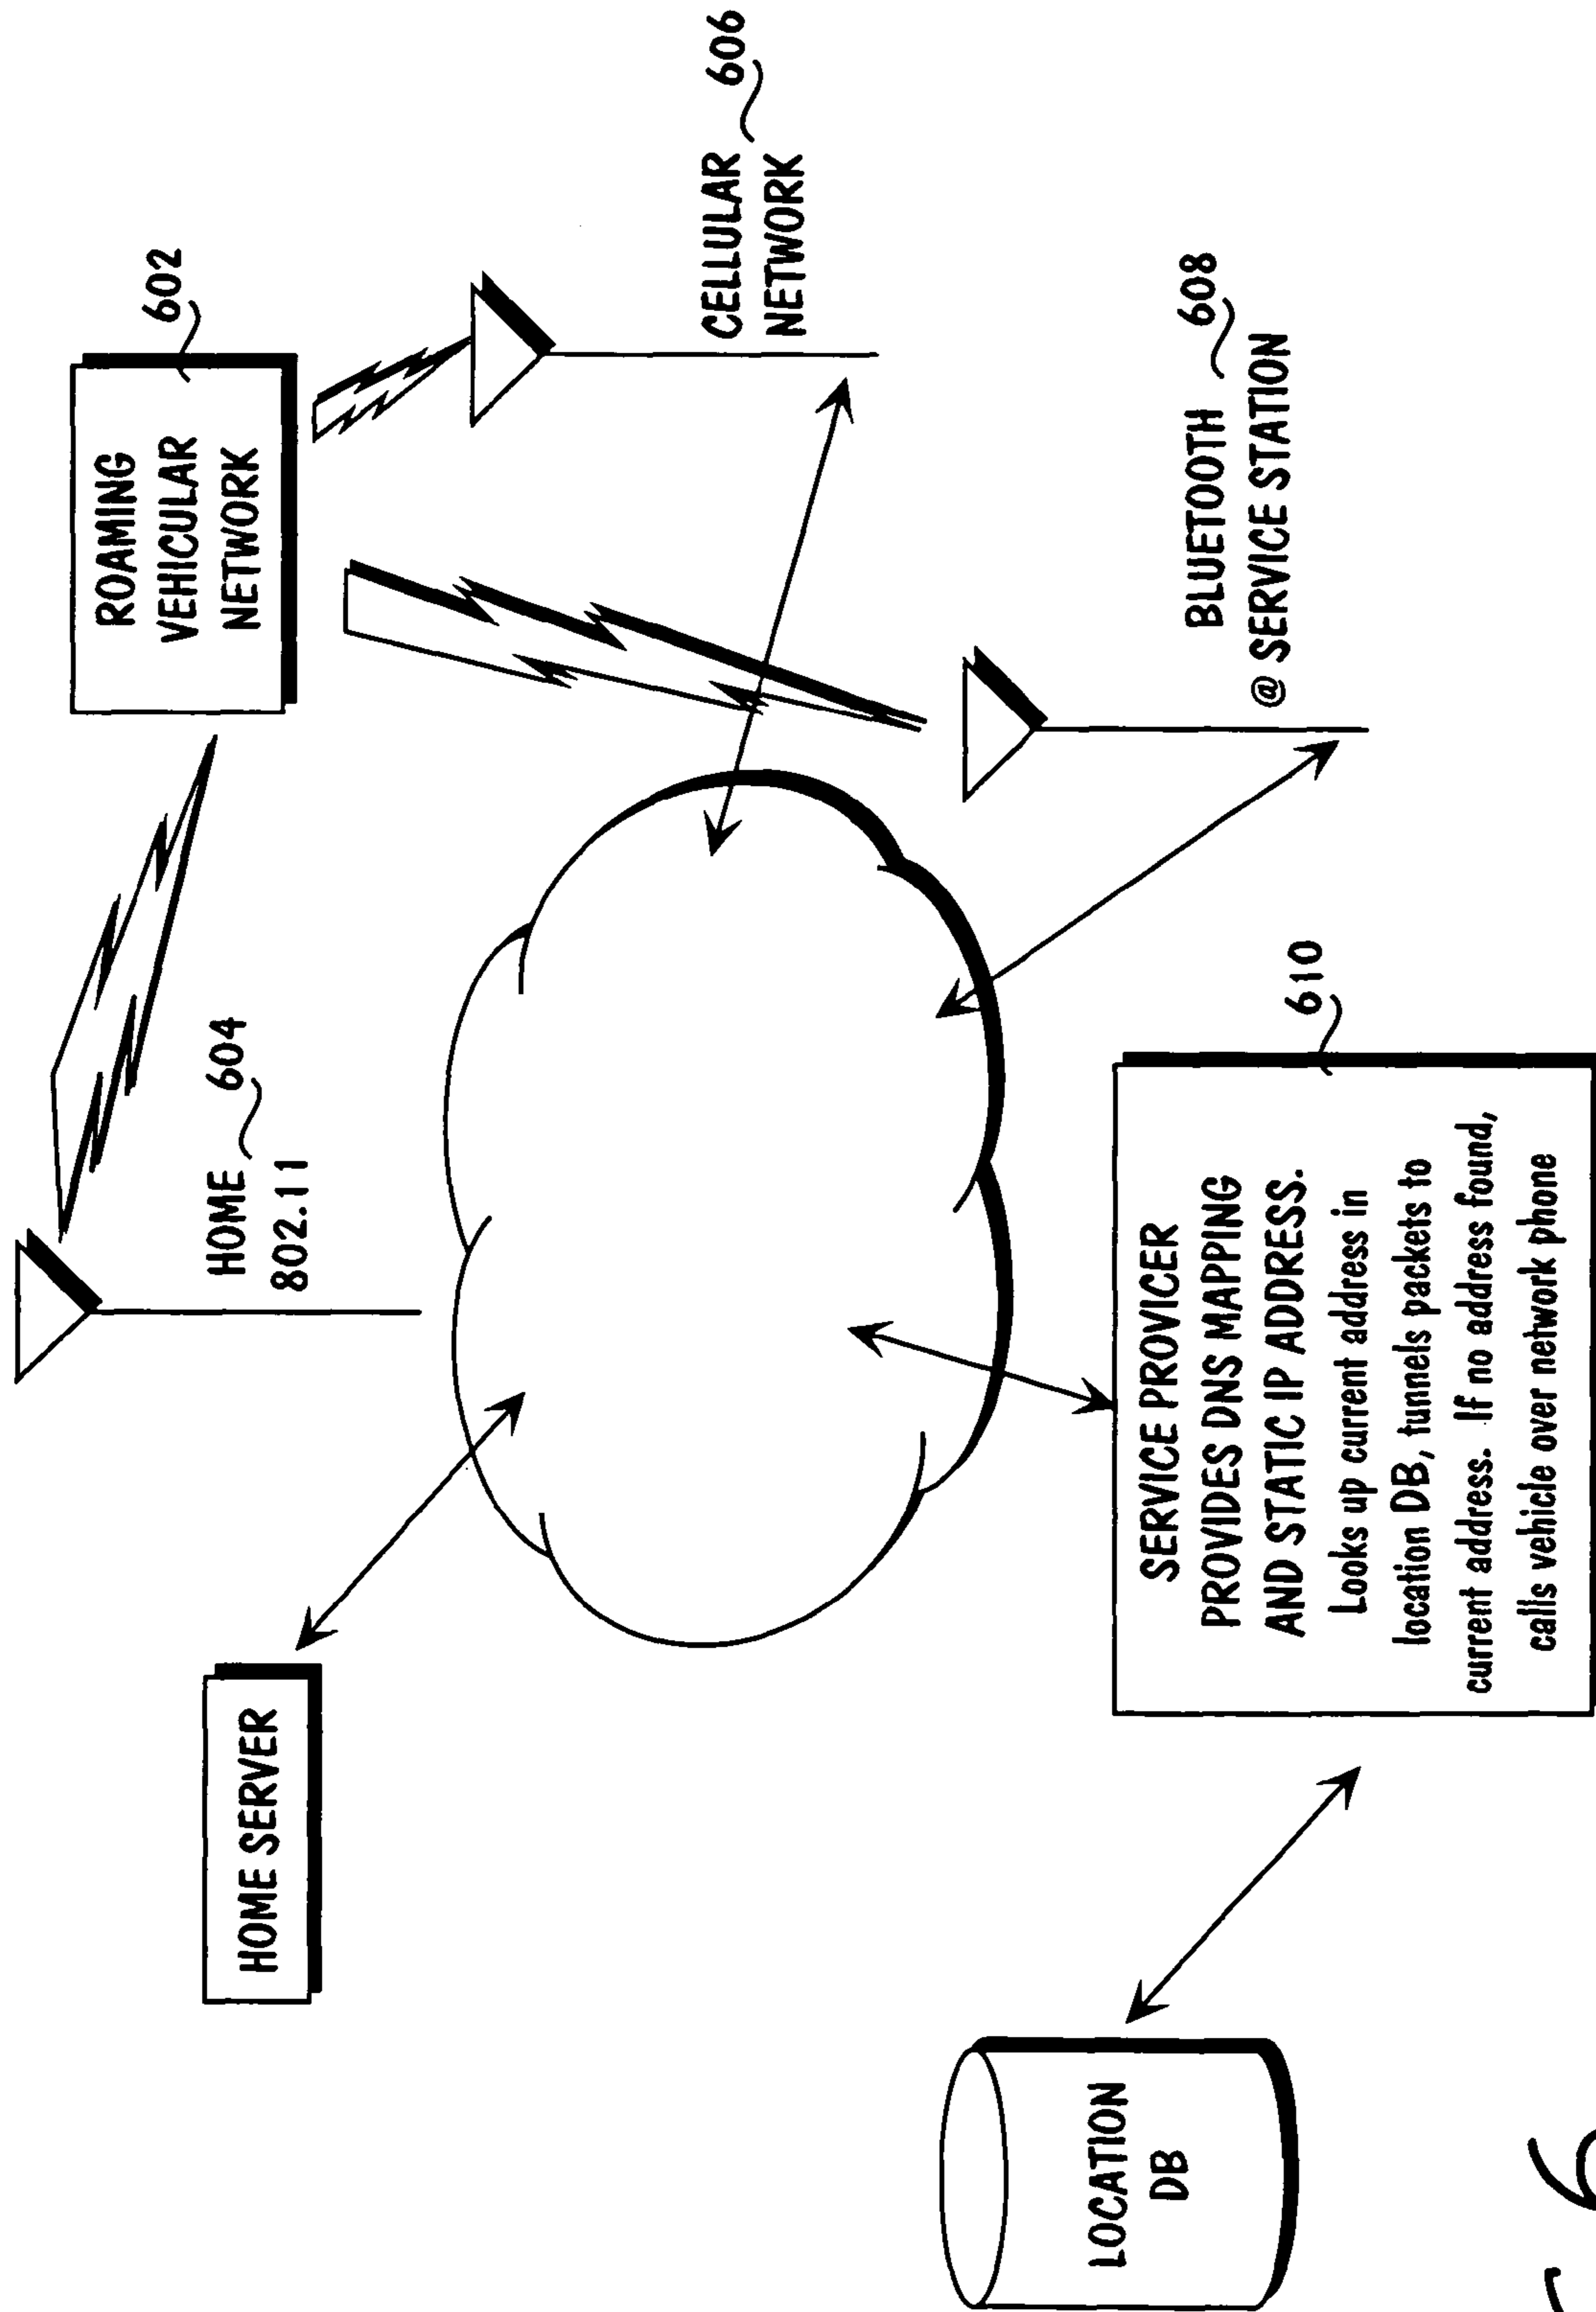 ROAMING
VEHICULAR
NETWORK
602
HOME 604
802.11
HOME SERVER
CELLULAR 606
NETWORK
BLUETOOTH 608
@ SERVICE STATION
610
SERVICE PROVICER
PROVIDES DNS MAPPING
AND STATIC IP ADDRESS.
Looks up current address in
location DB, tunnels packets to
current address. If no address found,
calls vehicle over network phone
LOCATION
DB